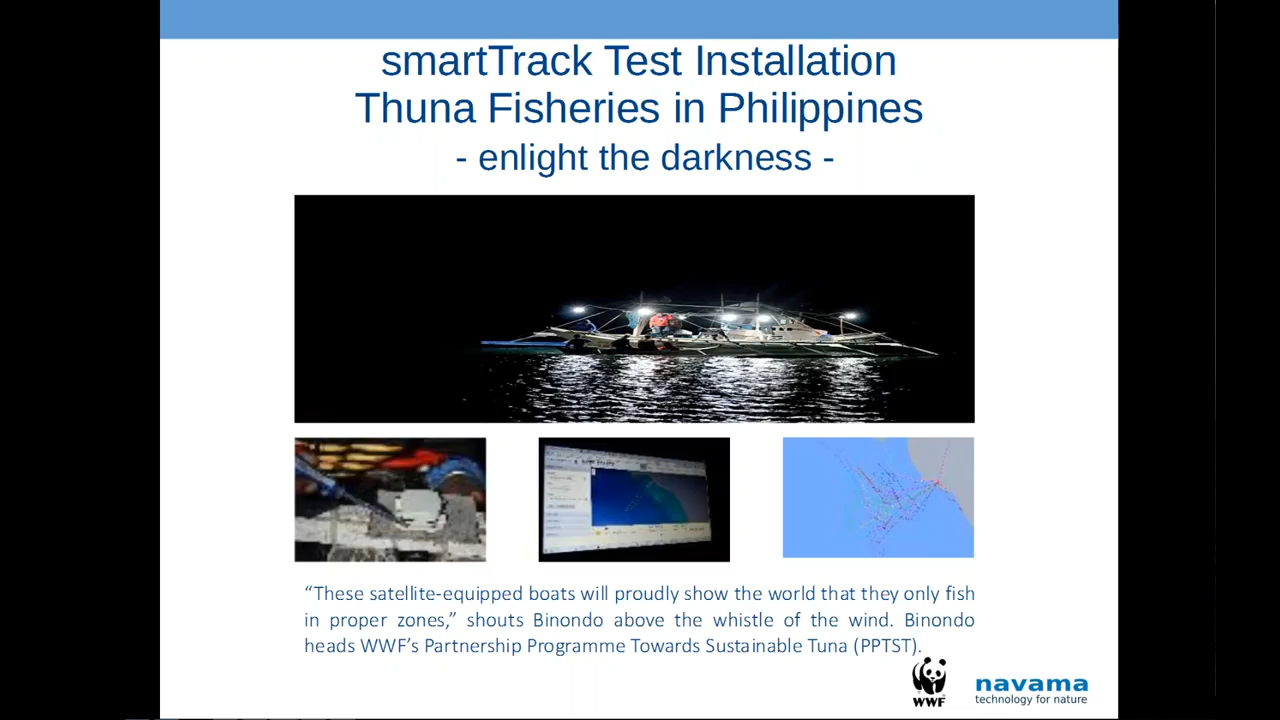 smartTrack Test Installation
Thuna Fisheries in Philippines
- enlight the darkness -
“These satellite-equipped boats will proudly show the world that they only fish
in proper zones,” shouts Binondo above the whistle of the wind. Binondo
heads WWF’s Partnership Programme Towards Sustainable Tuna (PPTST).
WWF
navama
technology for nature